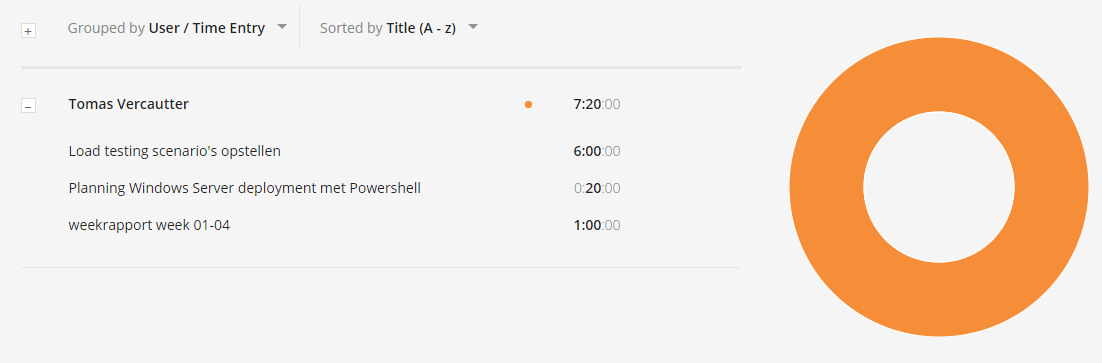 Grouped by User / Time Entry Sorted by Title (A - z)
Tomas Vercautter 7:20:00
Load testing scenario's opstellen 6:00:00
Planning Windows Server deployment met Powershell 0:20:00
weekrapport week 01-04 1:00:00